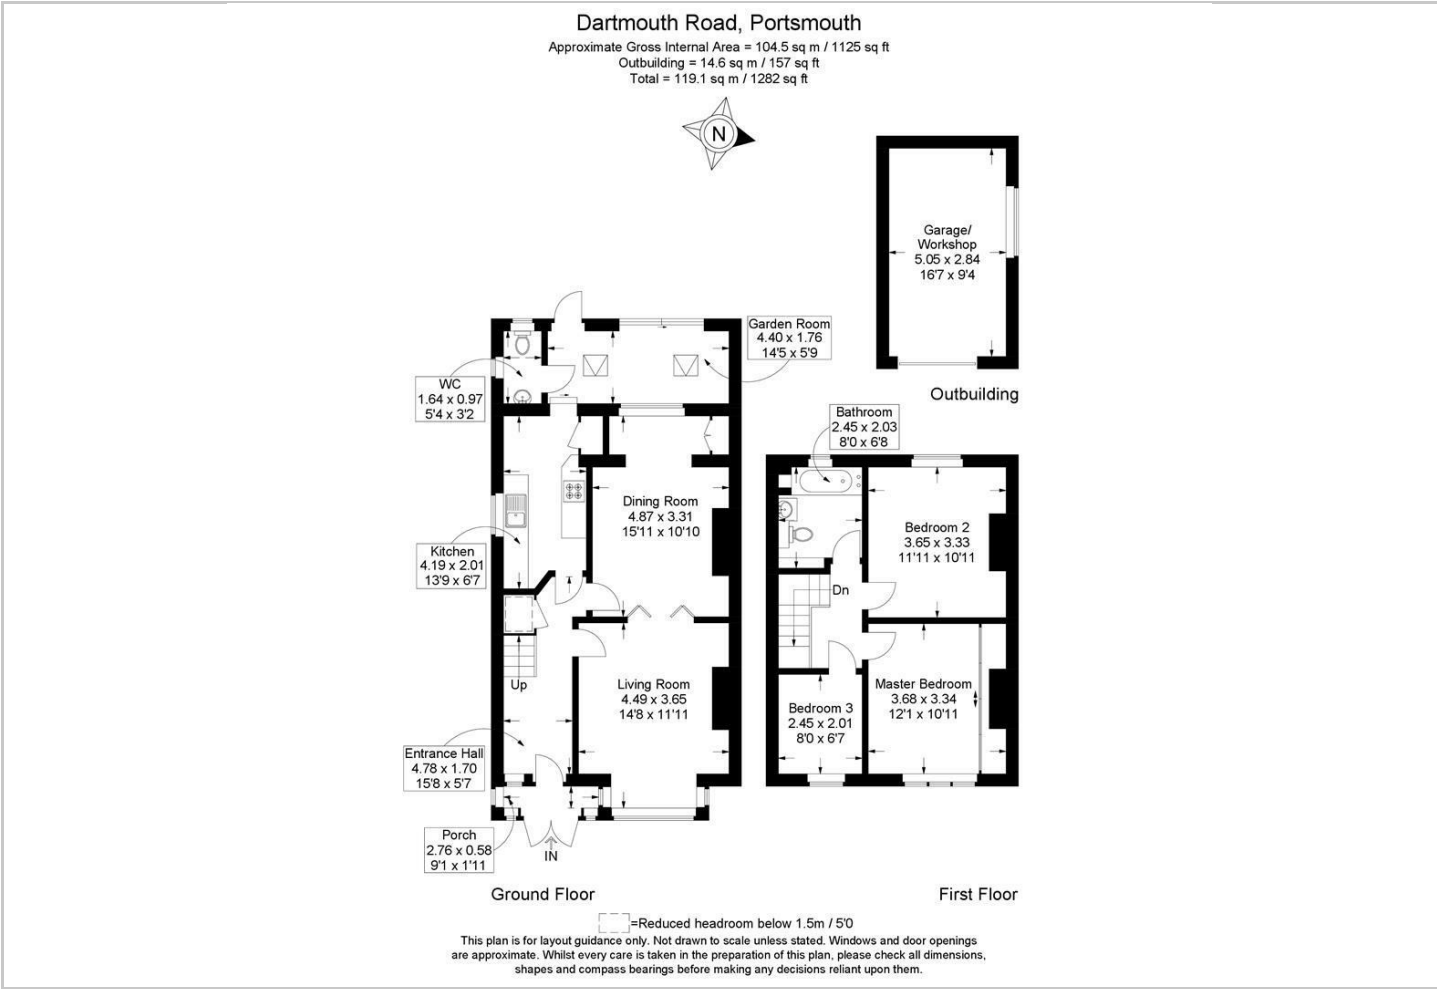 Dartmouth Road, Portsmouth
Approximate Gross Internal Area = 104.5 sq m / 1125 sq ft
Outbuilding = 14.6 sq m / 157 sq ft
Total = 119.1 sq m / 1282 sq ft
N
Garage/
Workshop
5.05 x 2.84
16'7 x 9'4
Outbuilding
Garden Room
4.40 x 1.76
14'5 x 5'9
WC
1.64 x 0.97
5'4 x 3'2
Dining Room
4.87 x 3.31
15'11 x 10'10
Kitchen
4.19 x 2.01
13'9 x 6'7
Up
Living Room
4.49 x 3.65
14'8 x 11'11
Entrance Hall
4.78 x 1.70
15'8 x 5'7
Porch
2.76 x 0.58
9'1 x 1'11
IN
Ground Floor
Bathroom
2.45 x 2.03
8'0 x 6'8
Bedroom 2
3.65 x 3.33
11'11 x 10'11
Dn
Master Bedroom
3.68 x 3.34
12'1 x 10'11
Bedroom 3
2.45 x 2.01
8'0 x 6'7
First Floor
=Reduced headroom below 1.5m / 5'0
This plan is for layout guidance only. Not drawn to scale unless stated. Windows and door openings
are approximate. Whilst every care is taken in the preparation of this plan, please check all dimensions,
shapes and compass bearings before making any decisions reliant upon them.